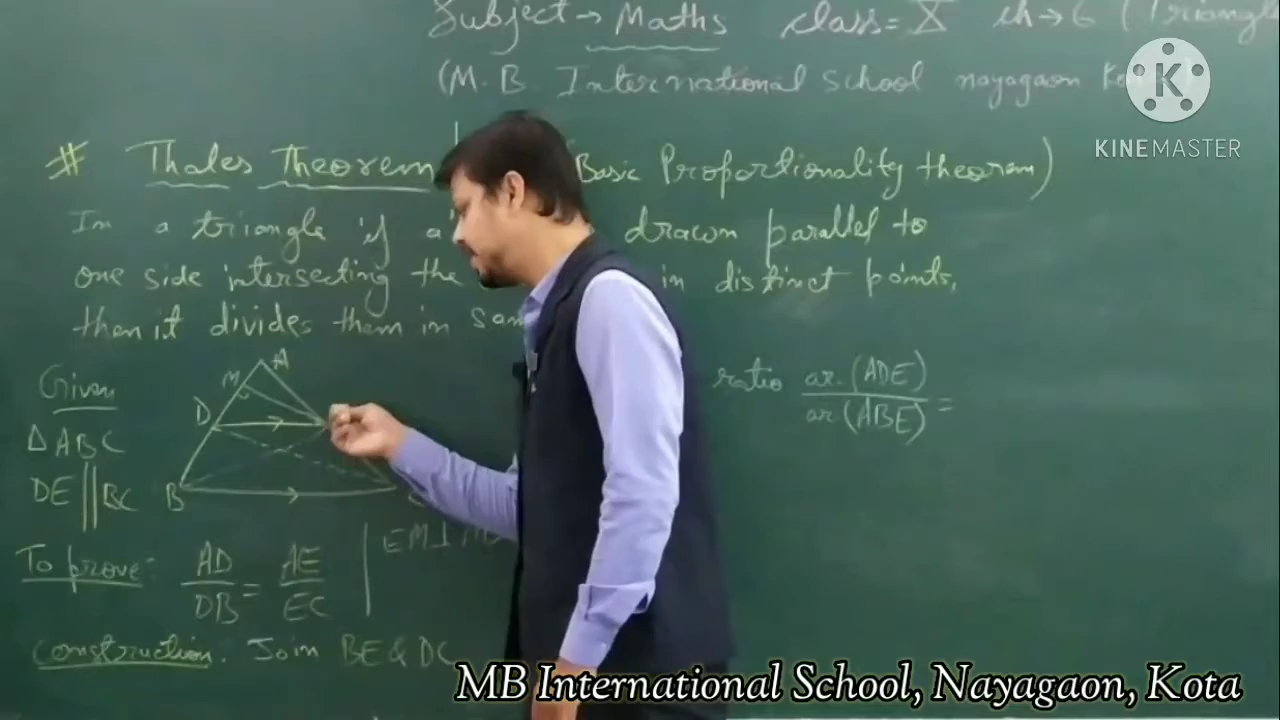 Subject → Maths class = X ch → 6 (Triangle
(M.B. International School nayagaon
K
KINEMASTER
# Thales Theorem (Basic Proportionality theorem)
In a triangle if a drawn parallel to
one side intersecting the in distinct points,
then it divides them in sam
Given
Δ ABC
DE || BC
A
M
D
B
ratio ar.(ADE) / ar(ABE) =
To prove: AD/DB = AE/EC
EM ⊥
construction. Join BE & DC
MB International School, Nayagaon, Kota